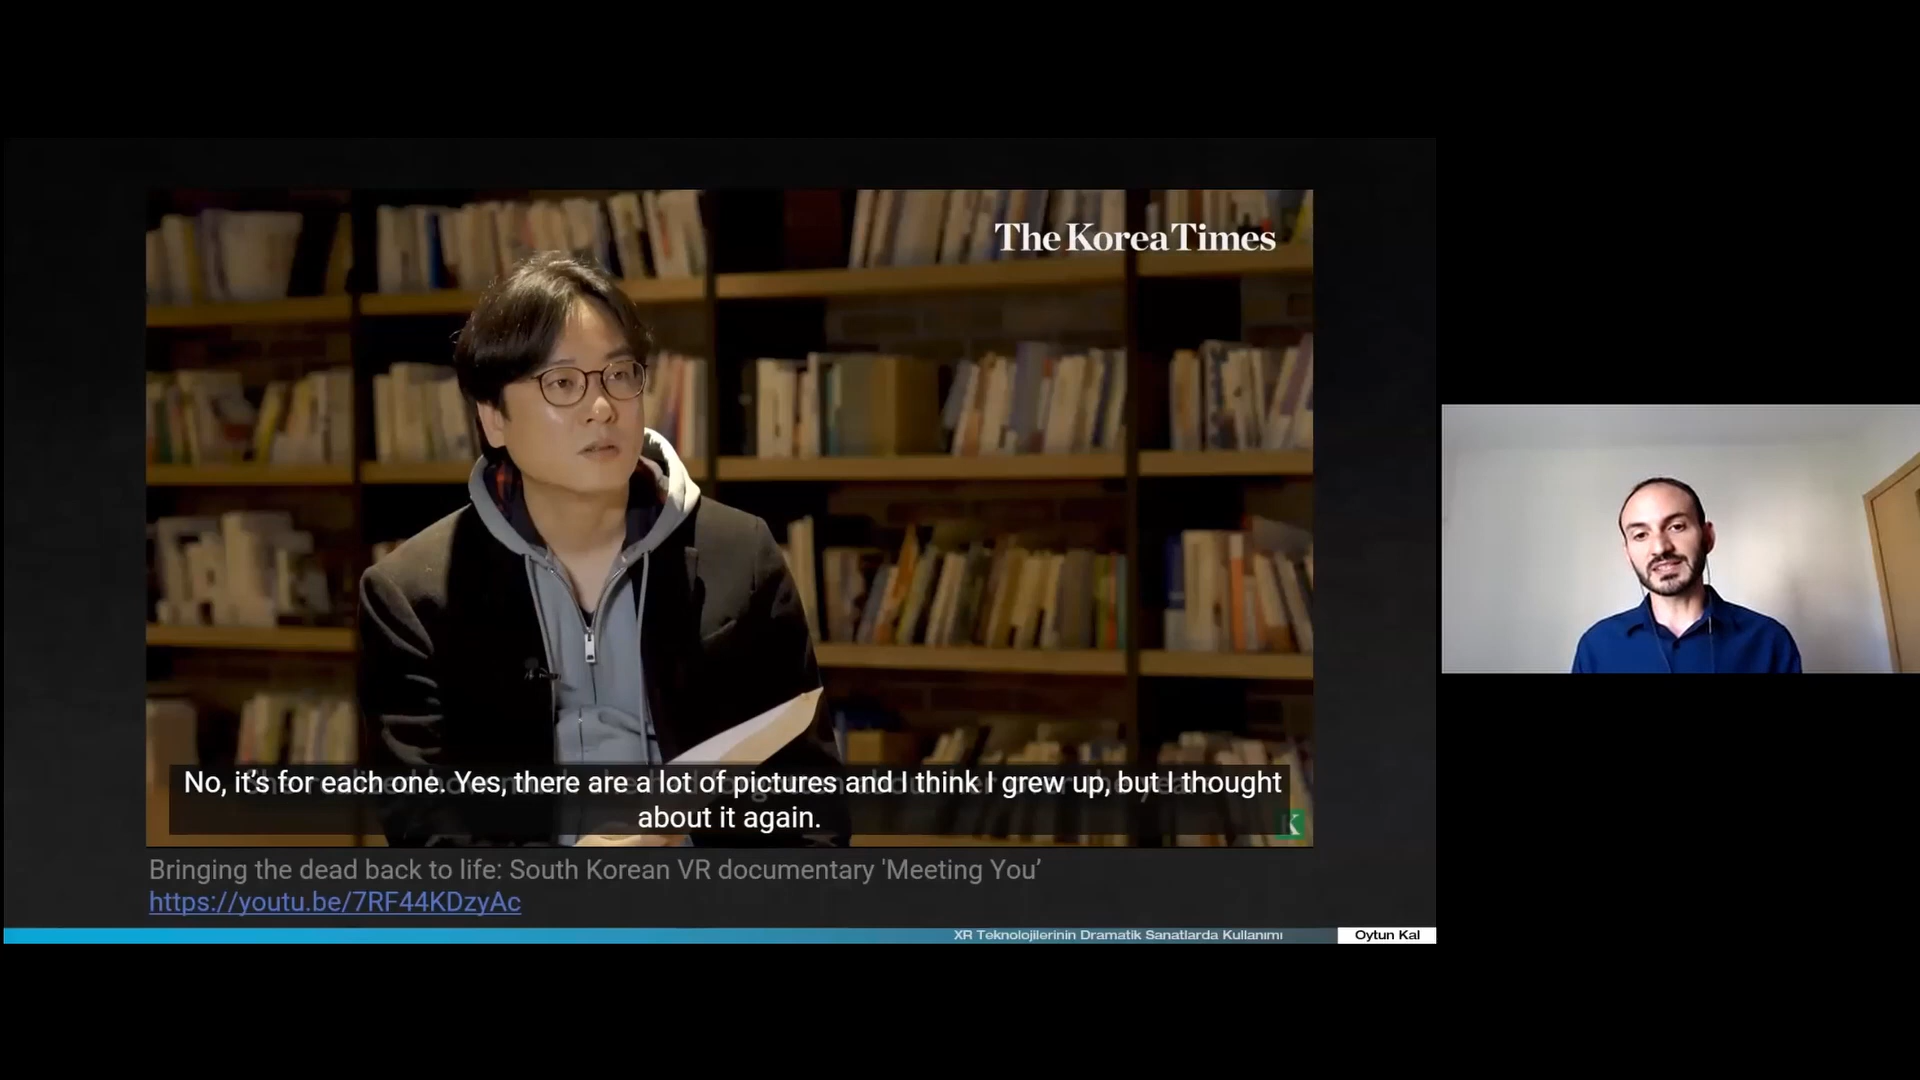 The Korea Times
No, it's for each one. Yes, there are a lot of pictures and I think I grew up, but I thought
about it again.
K
Bringing the dead back to life: South Korean VR documentary 'Meeting You’
https://youtu.be/7RF44KDzyAc
XR Teknolojilerinin Dramatik Sanatlarda Kullanımı
Oytun Kal